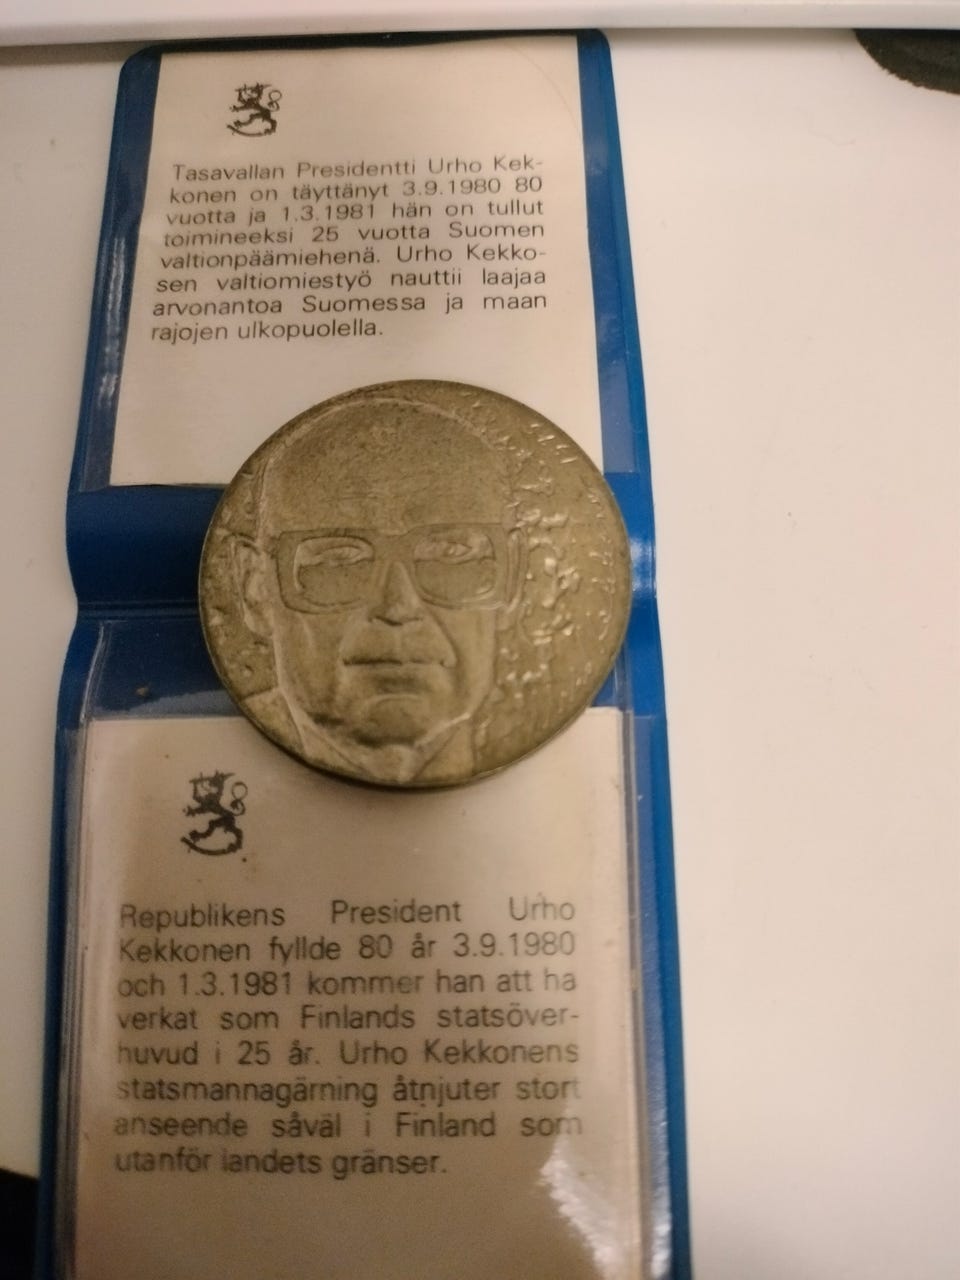 Tasavallan Presidentti Urho Kek-
konen on täyttänyt 3.9.1980 80
vuotta ja 1.3.1981 hän on tullut
toimineeksi 25 vuotta Suomen
valtionpäämiehenä. Urho Kekko-
sen valtiomiestyö nauttii laajaa
arvonantoa Suomessa ja maan
rajojen ulkopuolella.
Republikens President Urho
Kekkonen fyllde 80 år 3.9.1980
och 1.3.1981 kommer han att ha
verkat som Finlands statsöver-
huvud i 25 år. Urho Kekkonens
statsmannagärning åtnjuter stort
anseende såväl i Finland som
utanför landets gränser.